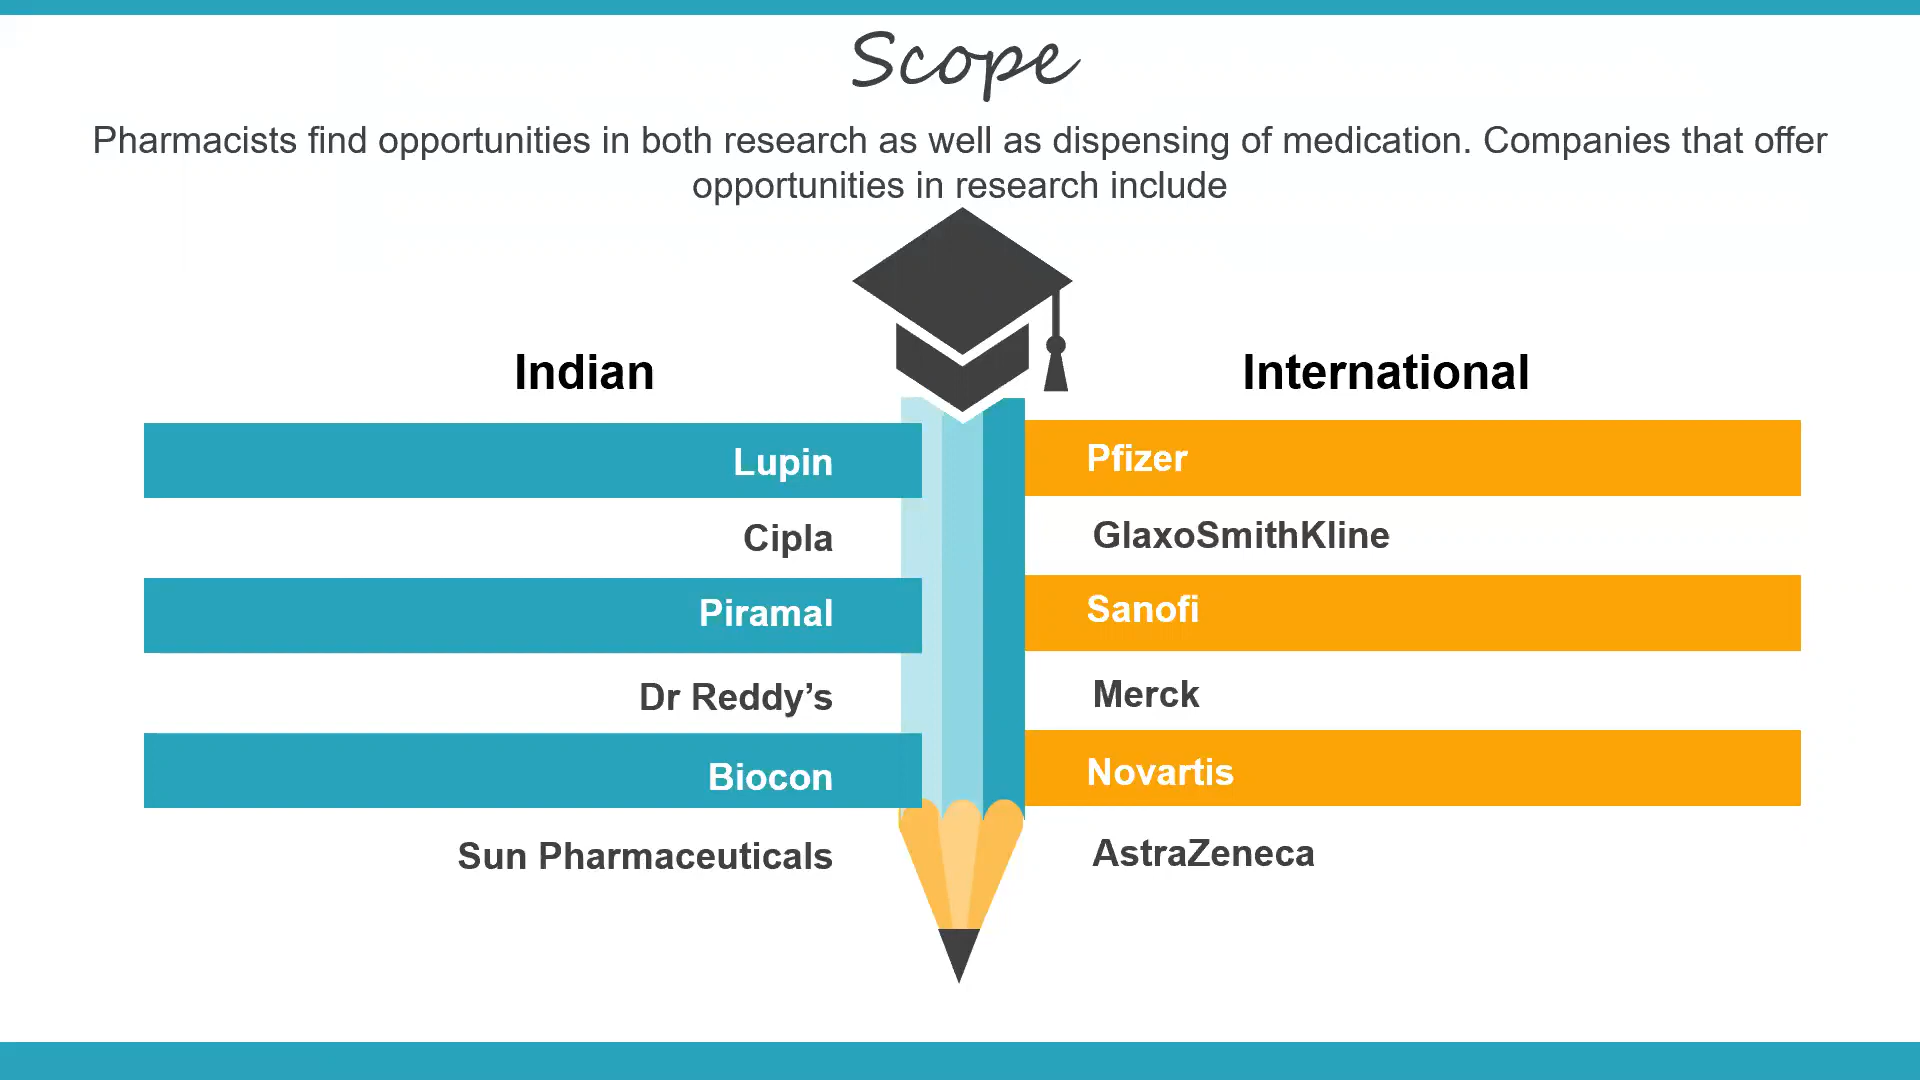 Scope
Pharmacists find opportunities in both research as well as dispensing of medication. Companies that offer
opportunities in research include
Indian
Lupin
Cipla
Piramal
Dr Reddy’s
Biocon
Sun Pharmaceuticals
International
Pfizer
GlaxoSmithKline
Sanofi
Merck
Novartis
AstraZeneca